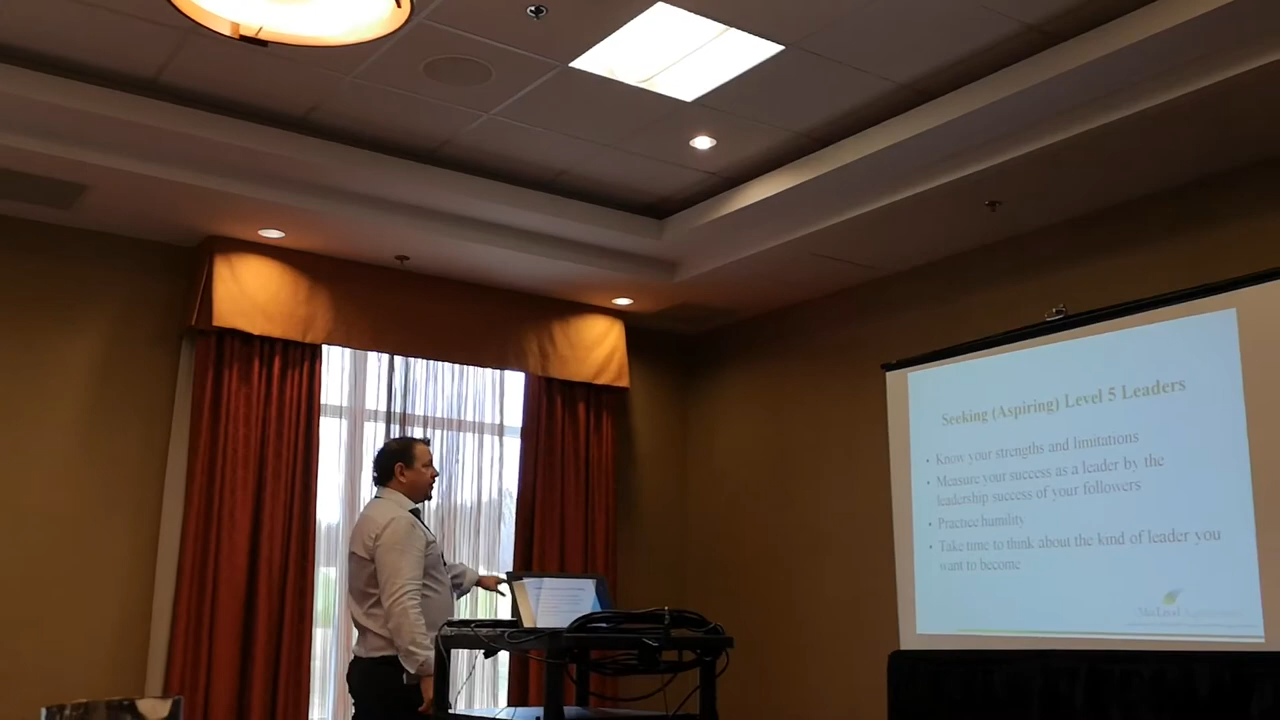 Seeking (Aspiring) Level 5 Leaders
• Know your strengths and limitations
• Measure your success as a leader by the
leadership success of your followers
• Practice humility
• Take time to think about the kind of leader you
want to become